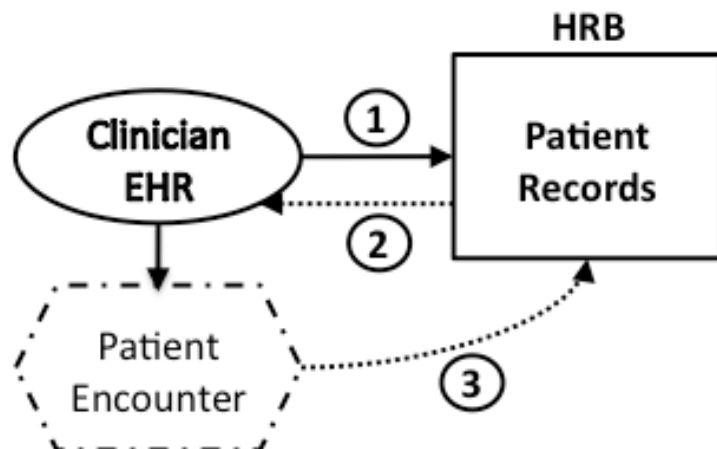 HRB
1
Clinician
EHR
Patient
Records
2
Patient
Encounter
3